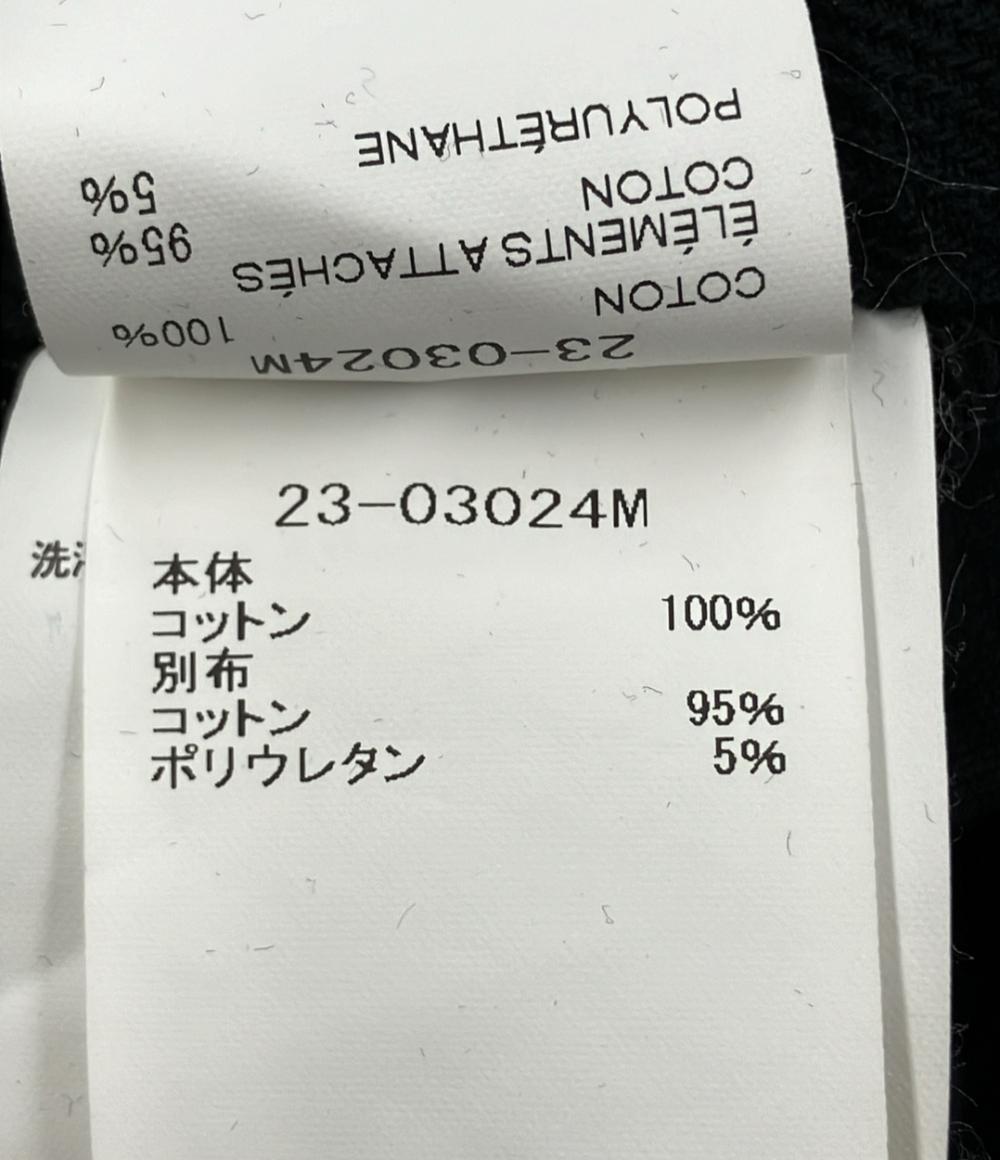 23-03024M
COTON 100%
ÉLÉMENTS ATTACHÉS
COTON 95%
POLYURÉTHANE 5%
23-03024M
本体
コットン 100%
別布
コットン 95%
ポリウレタン 5%
洗